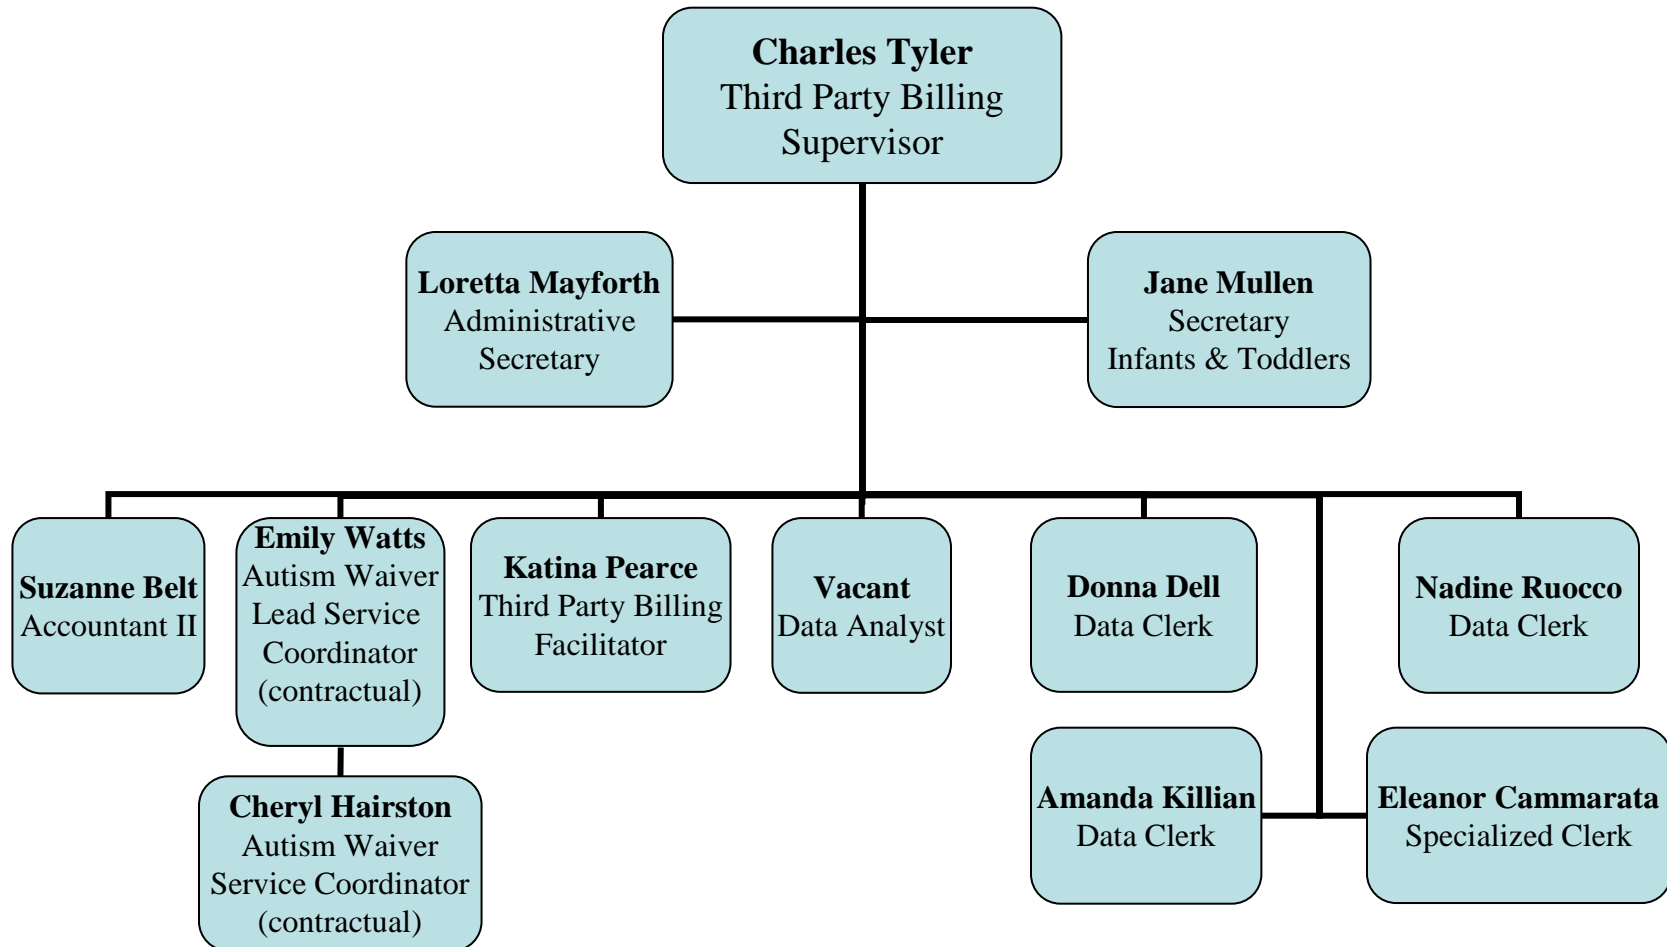 Charles Tyler
Third Party Billing
Supervisor
Loretta Mayforth
Administrative
Secretary
Jane Mullen
Secretary
Infants & Toddlers
Suzanne Belt
Accountant II
Emily Watts
Autism Waiver
Lead Service
Coordinator
(contractual)
Katina Pearce
Third Party Billing
Facilitator
Vacant
Data Analyst
Donna Dell
Data Clerk
Nadine Ruocco
Data Clerk
Cheryl Hairston
Autism Waiver
Service Coordinator
(contractual)
Amanda Killian
Data Clerk
Eleanor Cammarata
Specialized Clerk